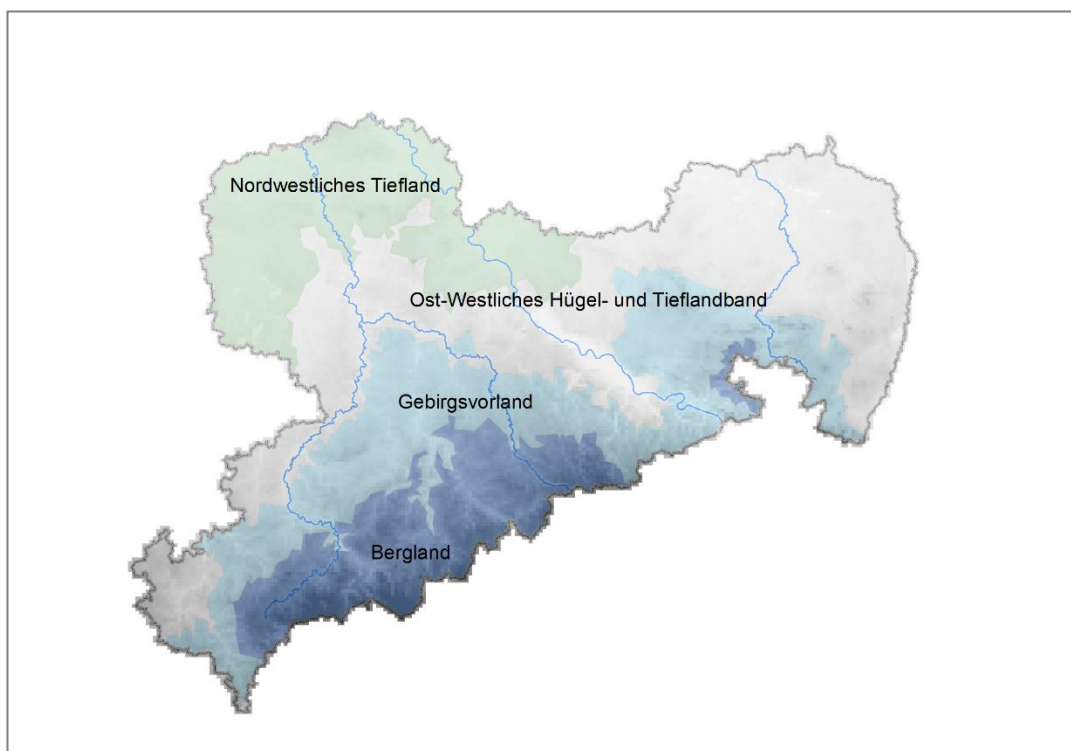 Nordwestliches Tiefland
Ost-Westliches Hügel- und Tieflandband
Gebirgsvorland
Bergland